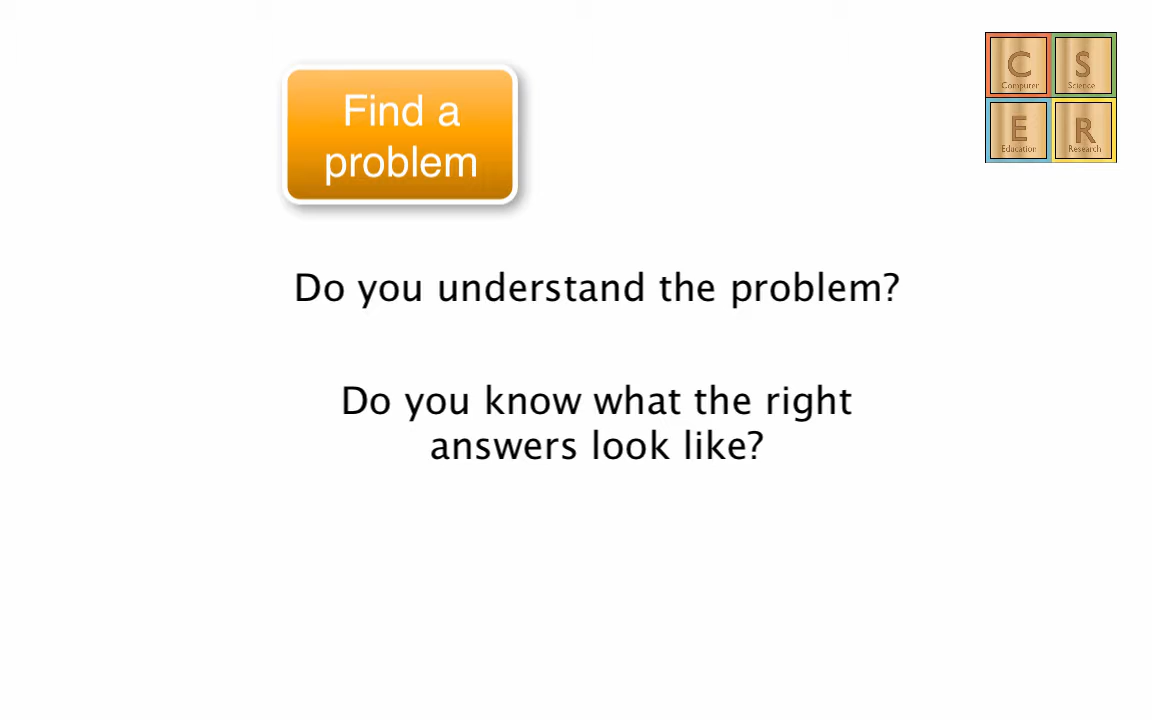 Find a
problem
C S
Computer Science
E R
Education Research
Do you understand the problem?
Do you know what the right
answers look like?